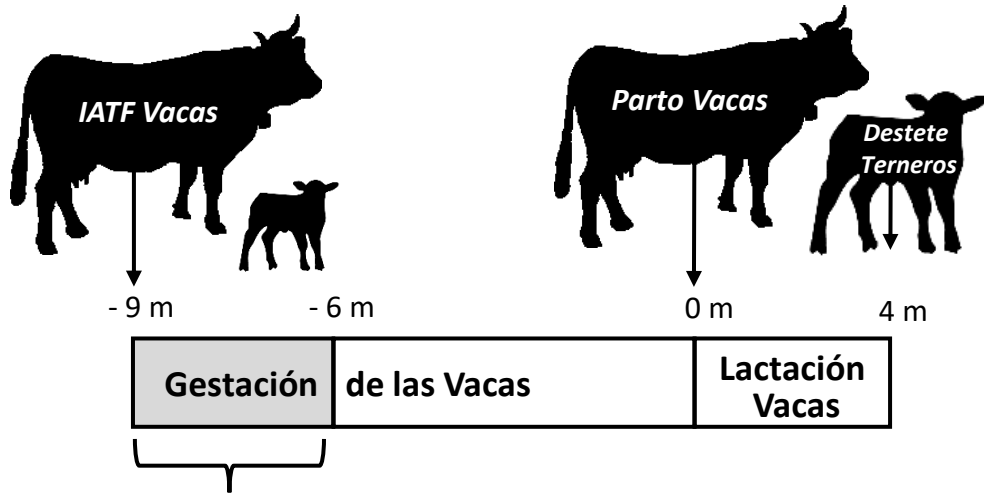 IATF Vacas
Parto Vacas
Destete
Terneros
- 9 m
- 6 m
0 m
4 m
Gestación de las Vacas
Lactación
Vacas